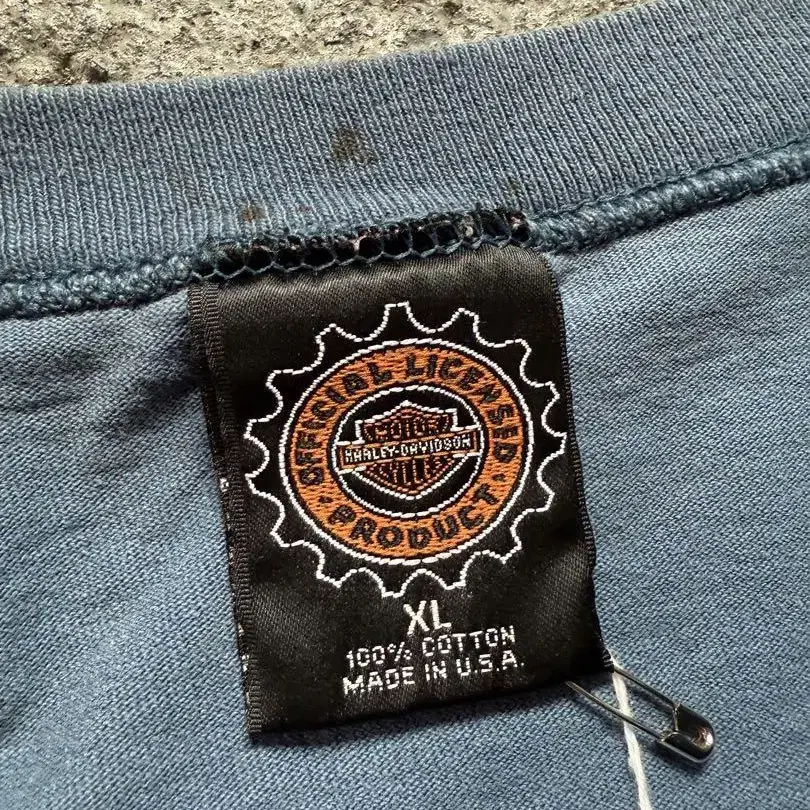 OFFICIAL LICENSED
MOTOR
HARLEY-DAVIDSON
CYCLES
PRODUCT
XL
100% COTTON
MADE IN U.S.A.